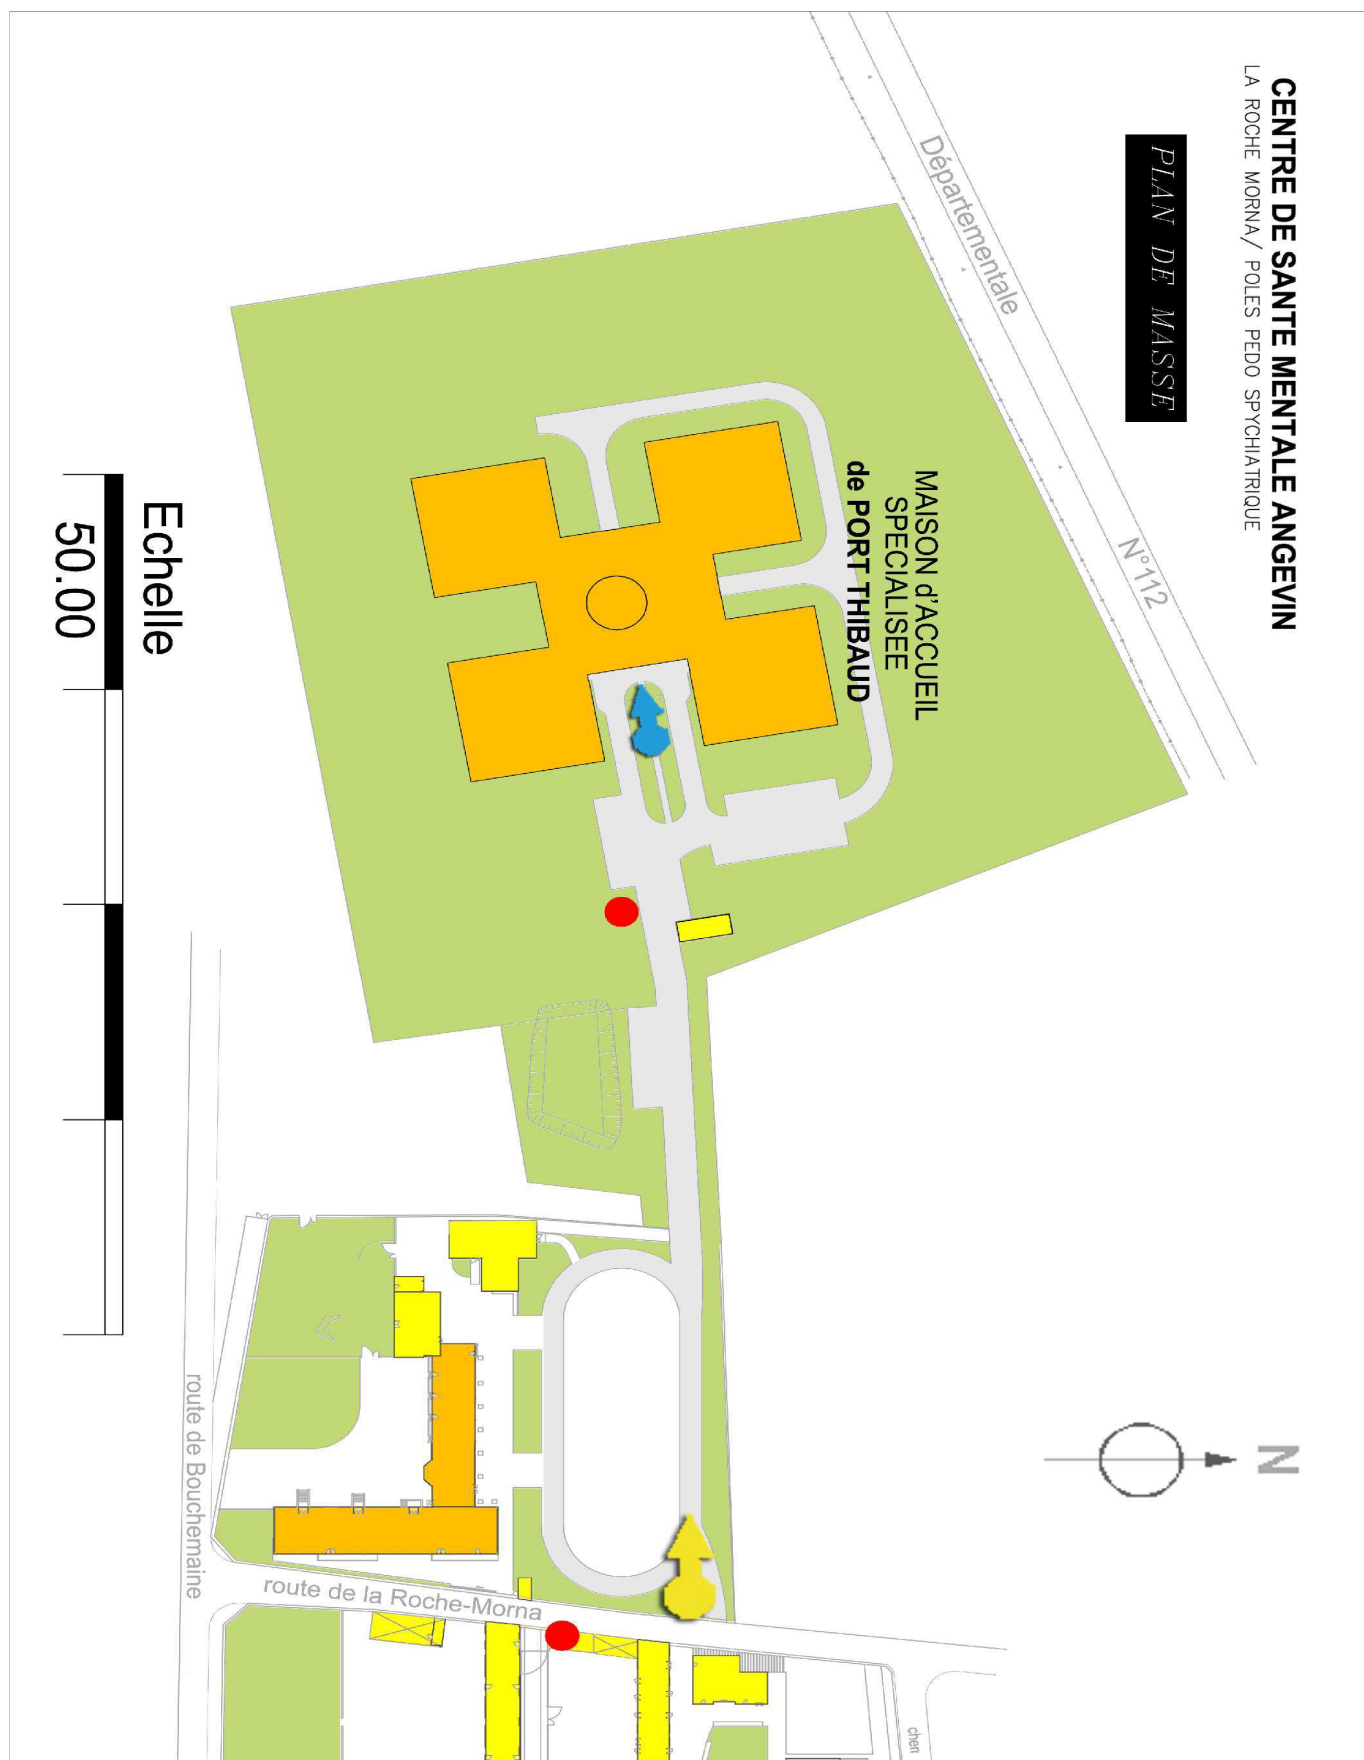 CENTRE DE SANTE MENTALE ANGEVIN
LA ROCHE MORNA/ POLES PEDO SPYCHIATRIQUE
PLAN DE MASSE
Départementale
N°112
MAISON d'ACCUEIL
SPECIALISEE
de PORT THIBAUD
Echelle
50.00
N
route de Bouchemaine
route de la Roche-Morna
chen